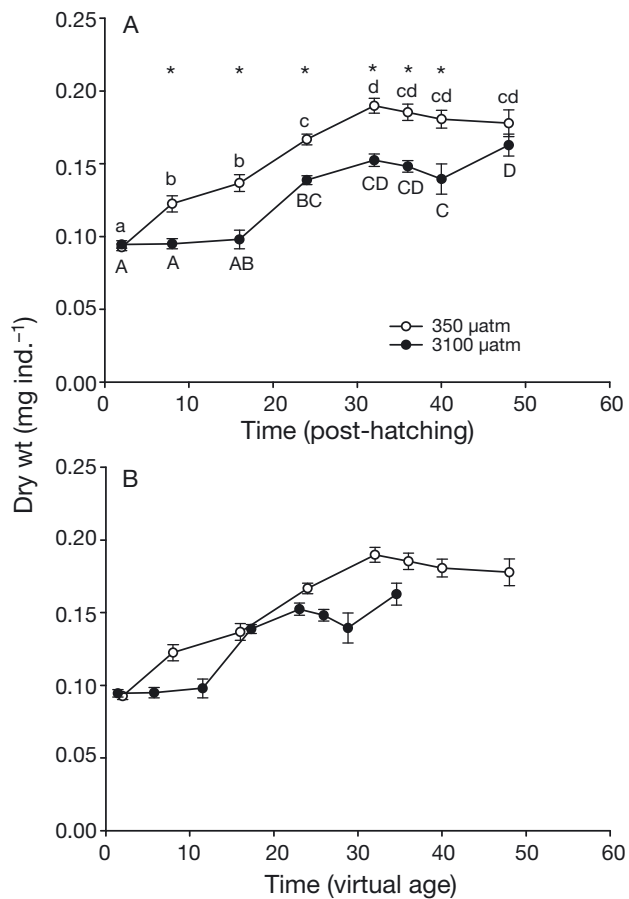 A
* * * * * *
0.25
0.20
0.15
0.10
0.05
0.00
a b b c d cd cd cd
A A AB BC CD CD C D
350 µatm
3100 µatm
0 10 20 30 40 50 60
Time (post-hatching)
Dry wt (mg ind.⁻¹)
B
0.25
0.20
0.15
0.10
0.05
0.00
0 10 20 30 40 50 60
Time (virtual age)